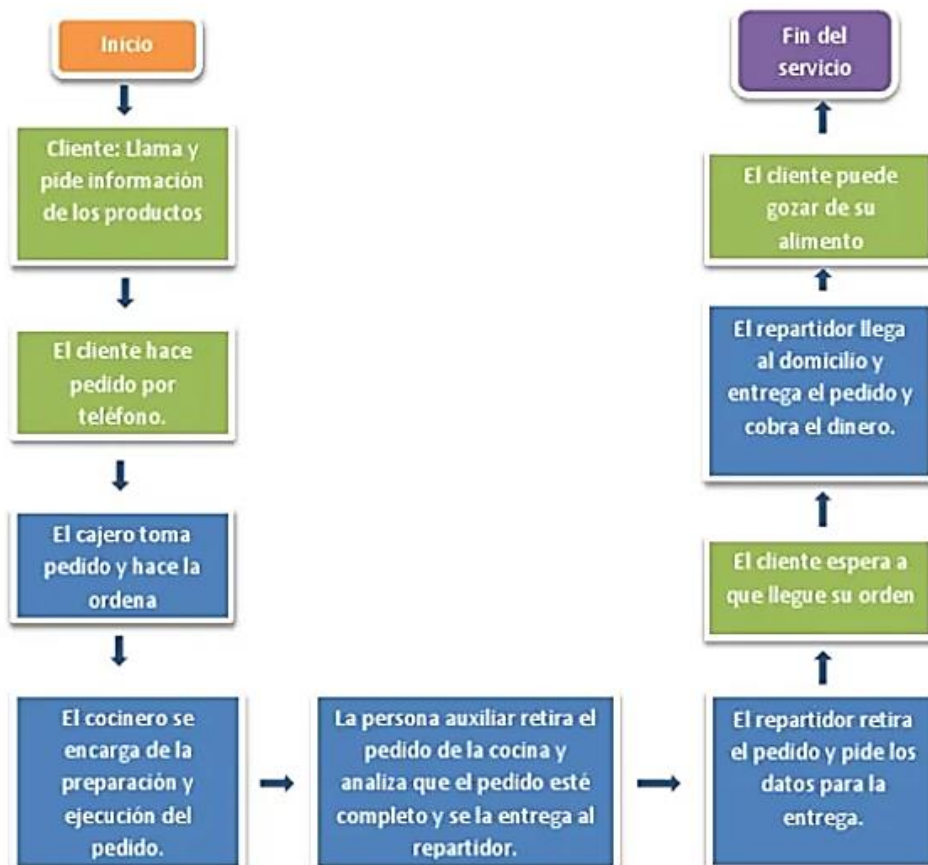 Inicio
Cliente: Llama y
pide información
de los productos
El cliente hace
pedido por
teléfono.
El cajero toma
pedido y hace la
ordena
El cocinero se
encarga de la
preparación y
ejecución del
pedido.
La persona auxiliar retira el
pedido de la cocina y
analiza que el pedido esté
completo y se la entrega al
repartidor.
El repartidor retira
el pedido y pide los
datos para la
entrega.
El cliente espera a
que llegue su orden
El repartidor llega
al domicilio y
entrega el pedido y
cobra el dinero.
El cliente puede
gozar de su
alimento
Fin del
servicio